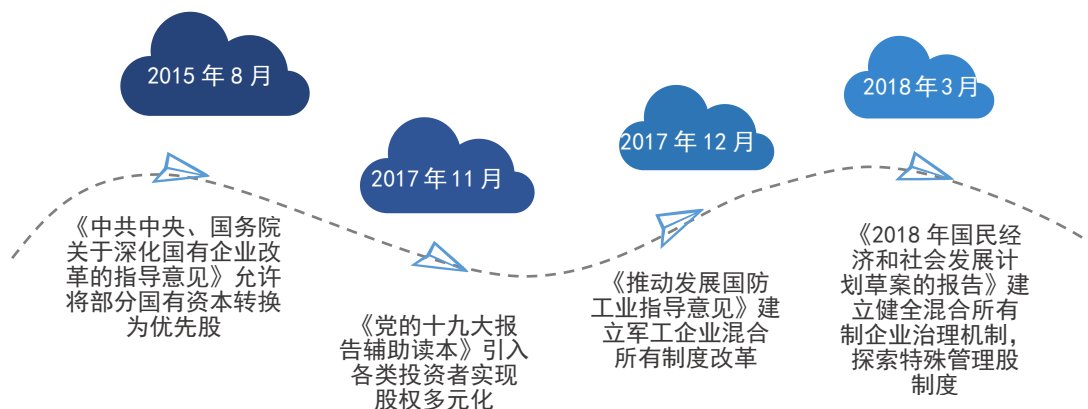 2015 年 8 月
《中共中央、国务院
关于深化国有企业改
革的指导意见》允许
将部分国有资本转换
为优先股
2017 年 11 月
《党的十九大报
告辅助读本》引入
各类投资者实现
股权多元化
2017 年 12 月
《推动发展国防
工业指导意见》建
立军工企业混合
所有制度改革
2018 年 3 月
《2018 年国民经
济和社会发展计
划草案的报告》建
立健全混合所有
制企业治理机制，
探索特殊管理股
制度